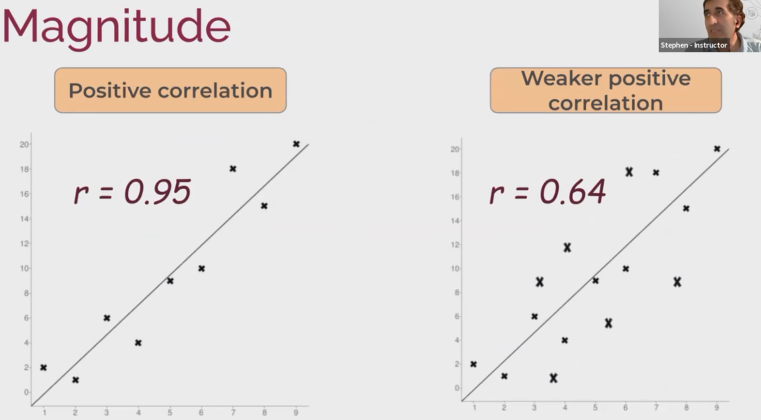 Magnitude
Stephen - Instructor
Positive correlation
Weaker positive
correlation
r = 0.95
r = 0.64
20
18
16
14
12
10
8
6
4
2
0
1 2 3 4 5 6 7 8 9
20
18
16
14
12
10
8
6
4
2
0
1 2 3 4 5 6 7 8 9